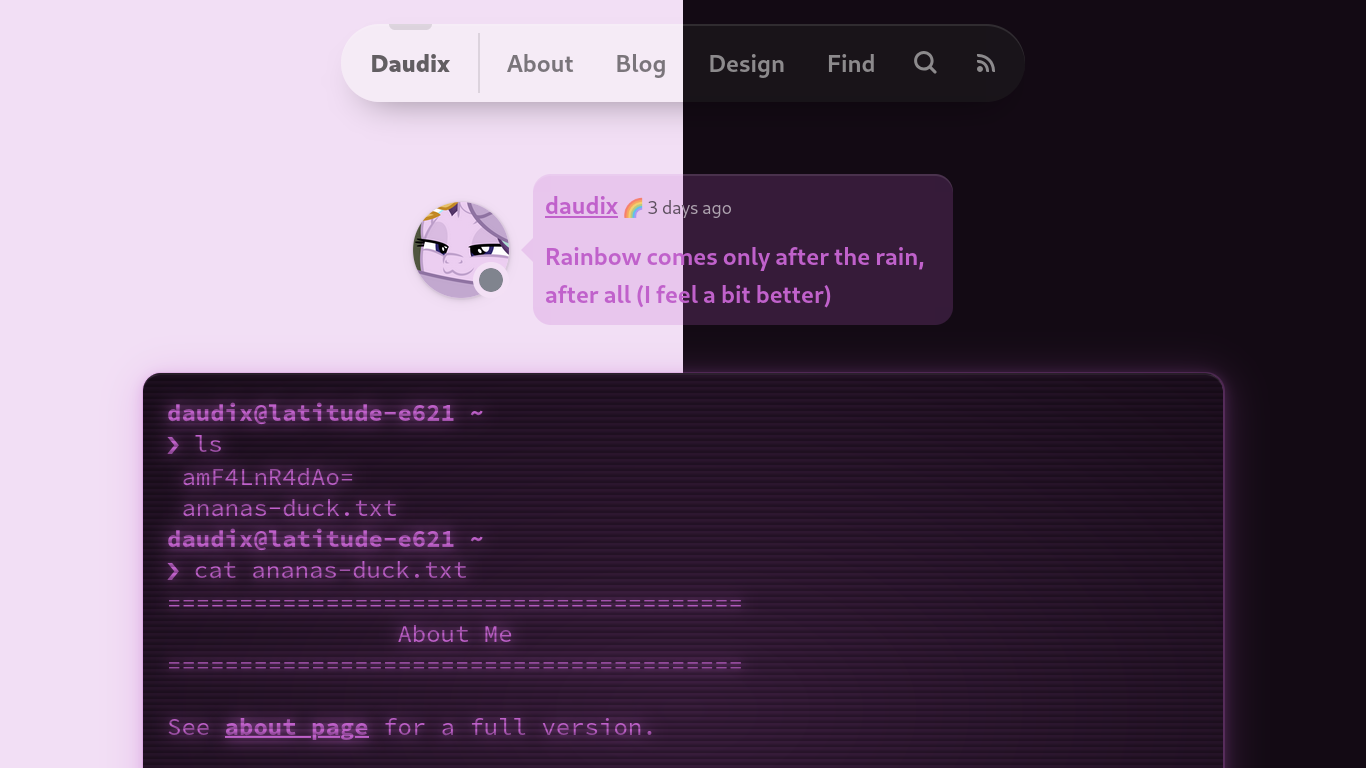 Daudix About Blog Design Find
daudix 🌈 3 days ago
Rainbow comes only after the rain,
after all (I feel a bit better)
daudix@latitude-e621 ~
❯ ls
amF4LnR4dAo=
ananas-duck.txt
daudix@latitude-e621 ~
❯ cat ananas-duck.txt
========================================
About Me
========================================
See about page for a full version.